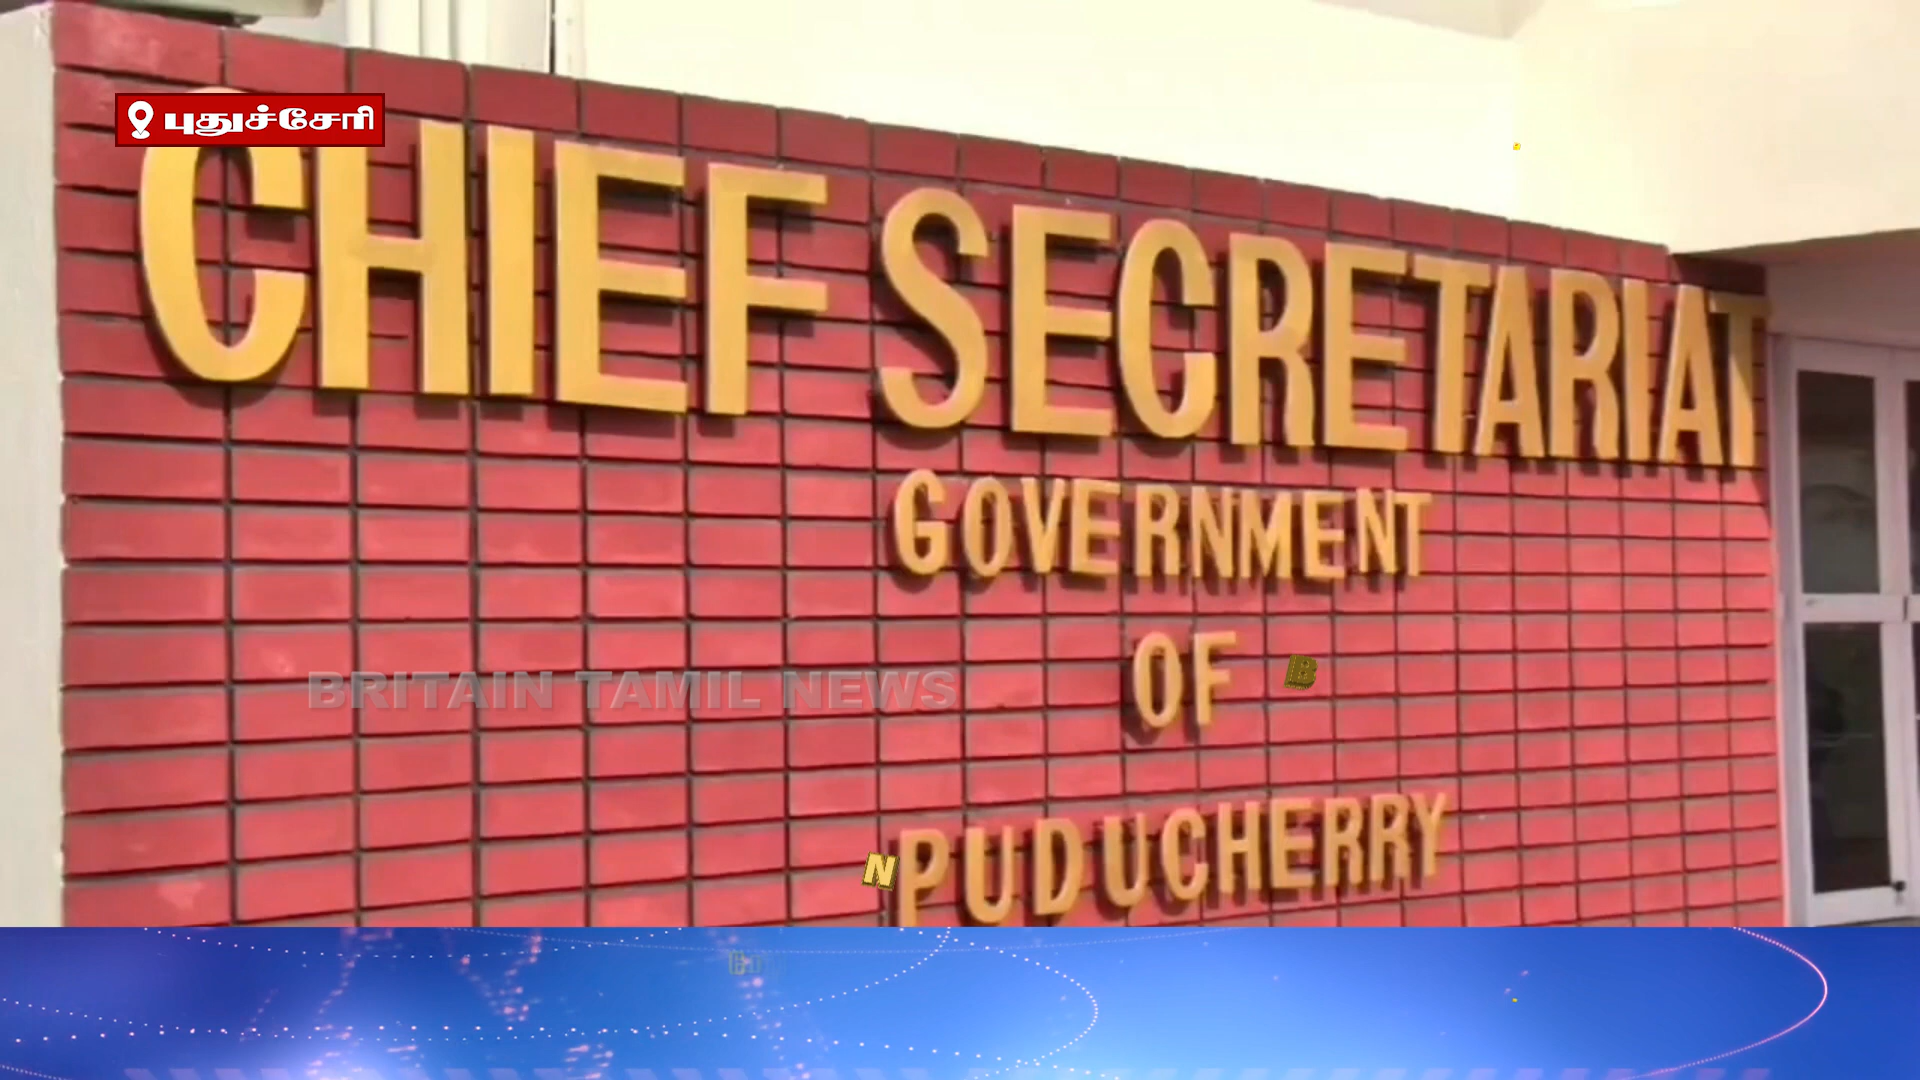 புதுச்சேரி
CHIEF SECRETARIAT
GOVERNMENT
OF
B
BRITAIN TAMIL NEWS
N
PUDUCHERRY